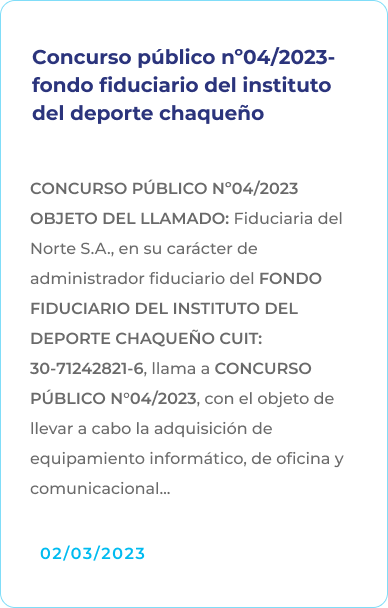 Concurso público nº04/2023-
fondo fiduciario del instituto
del deporte chaqueño
CONCURSO PÚBLICO Nº04/2023
OBJETO DEL LLAMADO: Fiduciaria del
Norte S.A., en su carácter de
administrador fiduciario del FONDO
FIDUCIARIO DEL INSTITUTO DEL
DEPORTE CHAQUEÑO CUIT:
30-71242821-6, llama a CONCURSO
PÚBLICO N°04/2023, con el objeto de
llevar a cabo la adquisición de
equipamiento informático, de oficina y
comunicacional...
02/03/2023